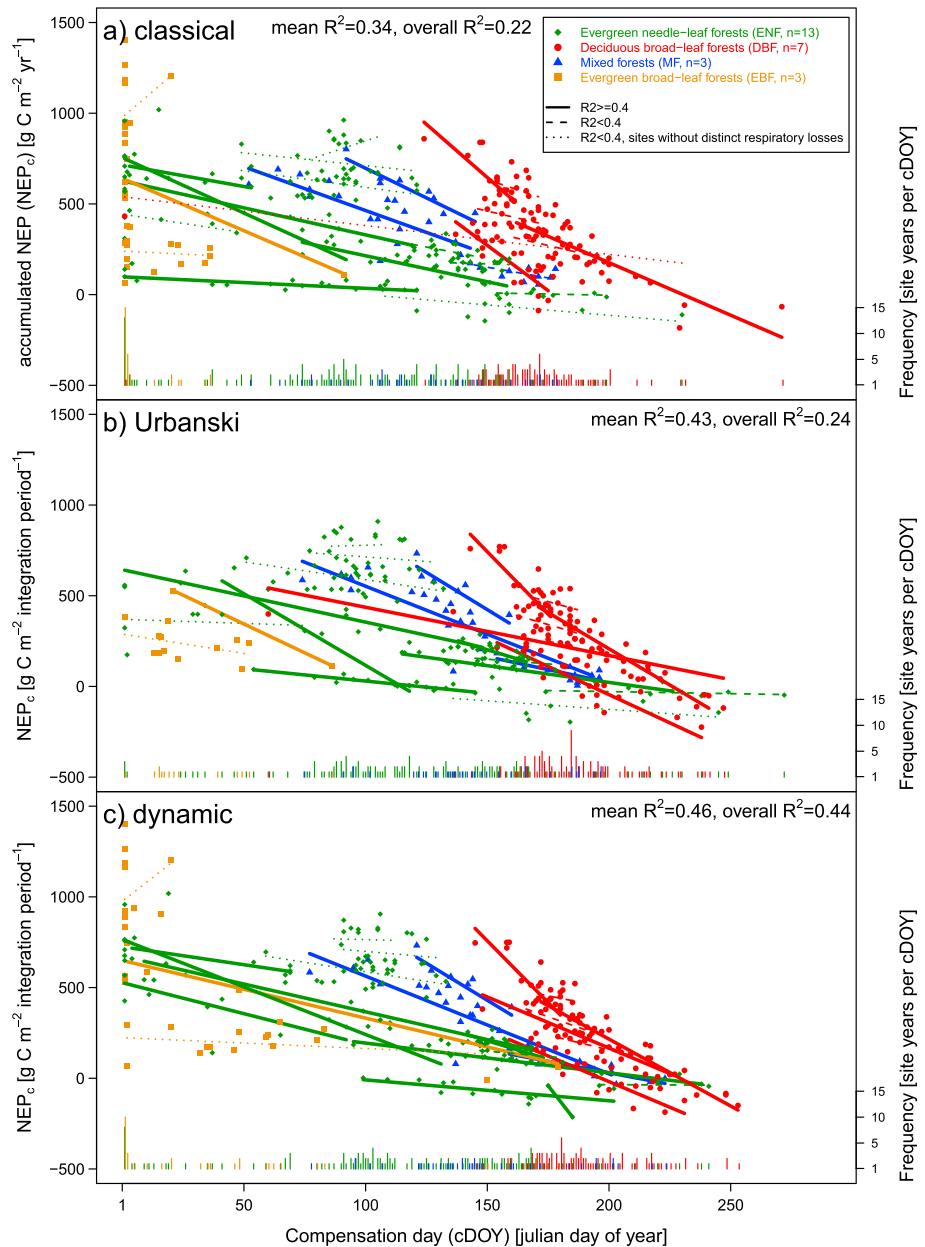 a) classical
mean R²=0.34, overall R²=0.22
Evergreen needle−leaf forests (ENF, n=13)
Deciduous broad−leaf forests (DBF, n=7)
Mixed forests (MF, n=3)
Evergreen broad−leaf forests (EBF, n=3)
R2>=0.4
R2<0.4
R2<0.4, sites without distinct respiratory losses
accumulated NEP (NEPc) [g C m−2 yr−1]
1500
1000
500
0
−500
15
10
5
1
Frequency [site years per cDOY]
b) Urbanski
mean R²=0.43, overall R²=0.24
NEPc [g C m−2 integration period−1]
1500
1000
500
0
−500
15
10
5
1
Frequency [site years per cDOY]
c) dynamic
mean R²=0.46, overall R²=0.44
NEPc [g C m−2 integration period−1]
1500
1000
500
0
−500
15
10
5
1
Frequency [site years per cDOY]
1 50 100 150 200 250
Compensation day (cDOY) [julian day of year]